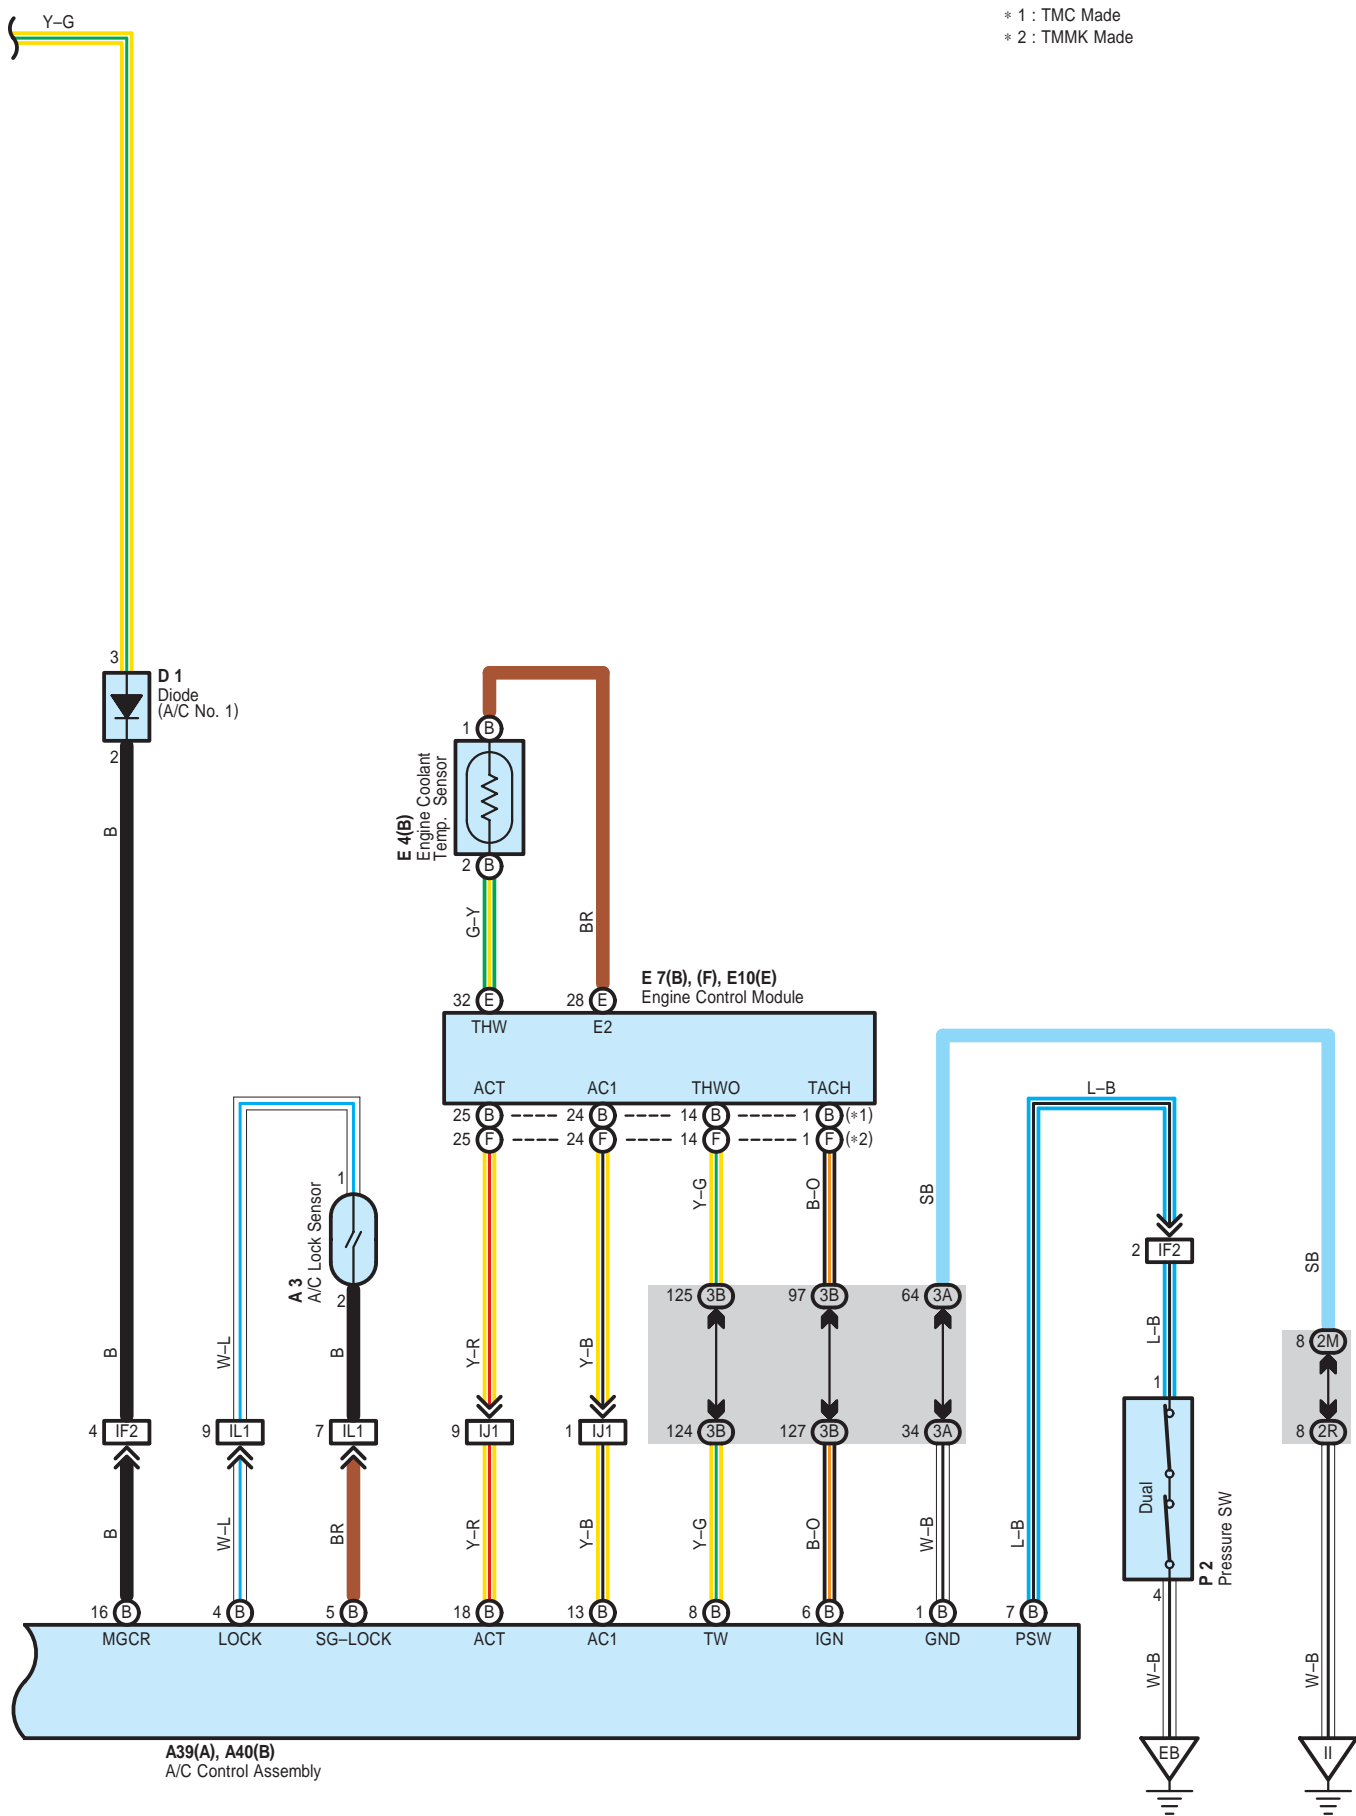 Y–G
* 1 : TMC Made
* 2 : TMMK Made
3
D 1
Diode
(A/C No. 1)
2
B
1 B
E 4(B)
Engine Coolant
Temp. Sensor
2 B
G–Y
BR
E 7(B), (F), E10(E)
Engine Control Module
32 E
28 E
THW
E2
ACT
AC1
THWO
TACH
25 B
24 B
14 B
1 B (*1)
25 F
24 F
14 F
1 F (*2)
L–B
1
A 3
A/C Lock Sensor
2
Y–G
B–O
SB
2 IF2
SB
125 3B
97 3B
64 3A
8 2M
B
W–L
B
Y–R
Y–B
L–B
1
4 IF2
9 IL1
7 IL1
9 IJ1
1 IJ1
124 3B
127 3B
34 3A
8 2R
Dual
P 2
Pressure SW
B
W–L
BR
Y–R
Y–B
Y–G
B–O
W–B
L–B
4
16 B
4 B
5 B
18 B
13 B
8 B
6 B
1 B
7 B
MGCR
LOCK
SG–LOCK
ACT
AC1
TW
IGN
GND
PSW
W–B
W–B
A39(A), A40(B)
A/C Control Assembly
EB
II